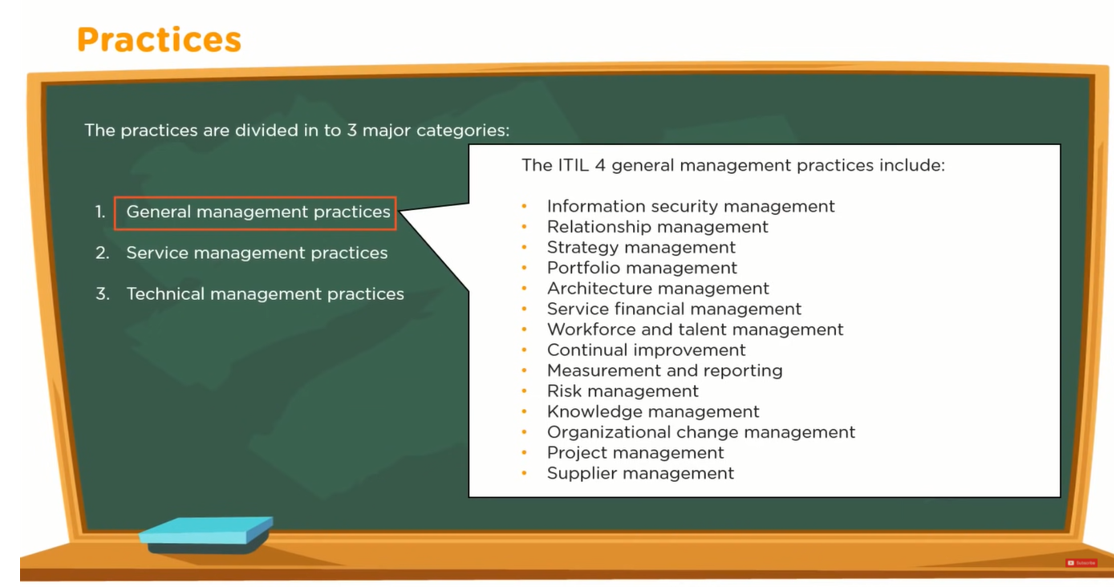 Practices
The practices are divided in to 3 major categories:
1. General management practices
2. Service management practices
3. Technical management practices
The ITIL 4 general management practices include:
• Information security management
• Relationship management
• Strategy management
• Portfolio management
• Architecture management
• Service financial management
• Workforce and talent management
• Continual improvement
• Measurement and reporting
• Risk management
• Knowledge management
• Organizational change management
• Project management
• Supplier management
Subscribe